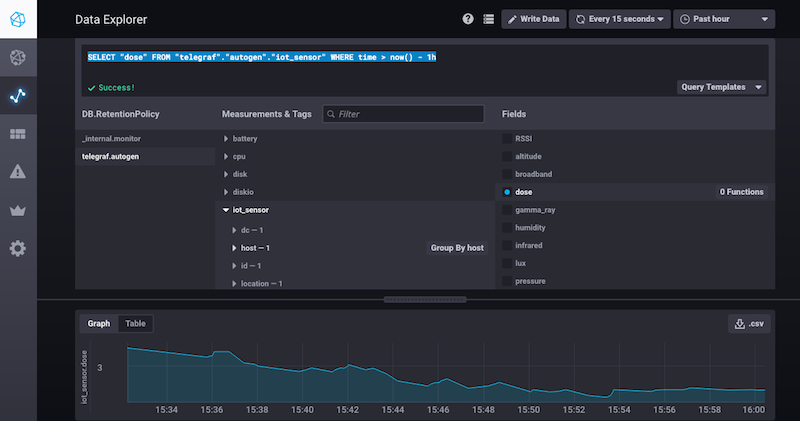 Data Explorer
Write Data
Every 15 seconds
Past hour
SELECT "dose" FROM "telegraf"."autogen"."iot_sensor" WHERE time > now() - 1h
Success!
Query Templates
DB.RetentionPolicy
Measurements & Tags
Filter
Fields
_internal.monitor
telegraf.autogen
battery
cpu
disk
diskio
iot_sensor
dc — 1
host — 1
Group By host
id — 1
location — 1
RSSI
altitude
broadband
dose
0 Functions
gamma_ray
humidity
infrared
lux
pressure
Graph
Table
.csv
iot_sensor.dose
3
15:34
15:36
15:38
15:40
15:42
15:44
15:46
15:48
15:50
15:52
15:54
15:56
15:58
16:00